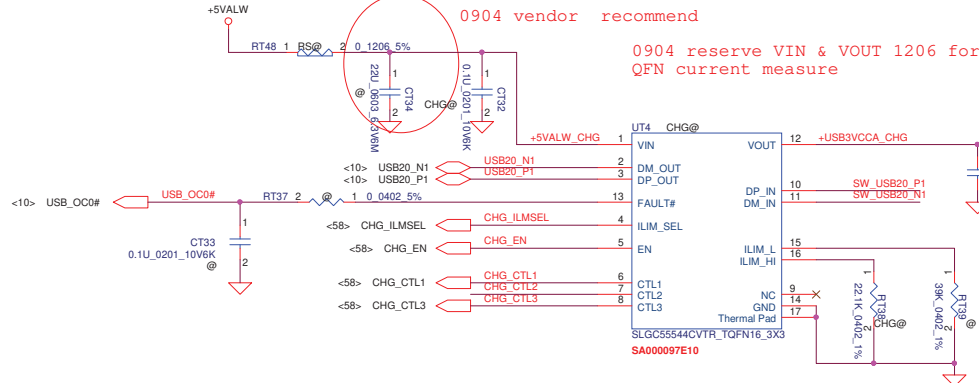 +5VALW
0904 vendor recommend
0904 reserve VIN & VOUT 1206 for
QFN current measure
RT48 1 RS@ 2 0_1206_5%
1
@
2
CT34
22U_0603_6.3V6M
1
CHG@
2
CT32
0.1U_0201_10V6K
UT4 CHG@
+5VALW_CHG 1 VIN
VOUT 12 +USB3VCCA_CHG
<10> USB20_N1 USB20_N1 2 DM_OUT
<10> USB20_P1 USB20_P1 3 DP_OUT
DP_IN 10 SW_USB20_P1
DM_IN 11 SW_USB20_N1
<10> USB_OC0# USB_OC0# RT37 2 @ 1 0_0402_5% 13 FAULT#
<58> CHG_ILMSEL CHG_ILMSEL 4 ILIM_SEL
CT33
0.1U_0201_10V6K
@
1
2
<58> CHG_EN CHG_EN 5 EN
ILIM_L 15
ILIM_HI 16
<58> CHG_CTL1 CHG_CTL1 6 CTL1
CHG_CTL2 7 CTL2
<58> CHG_CTL3 CHG_CTL3 8 CTL3
NC 9
GND 14
Thermal Pad 17
SLGC55544CVTR_TQFN16_3X3
SA000097E10
1
RT38
2
CHG@
22.1K_0402_1%
1
RT39
2
@
39K_0402_1%